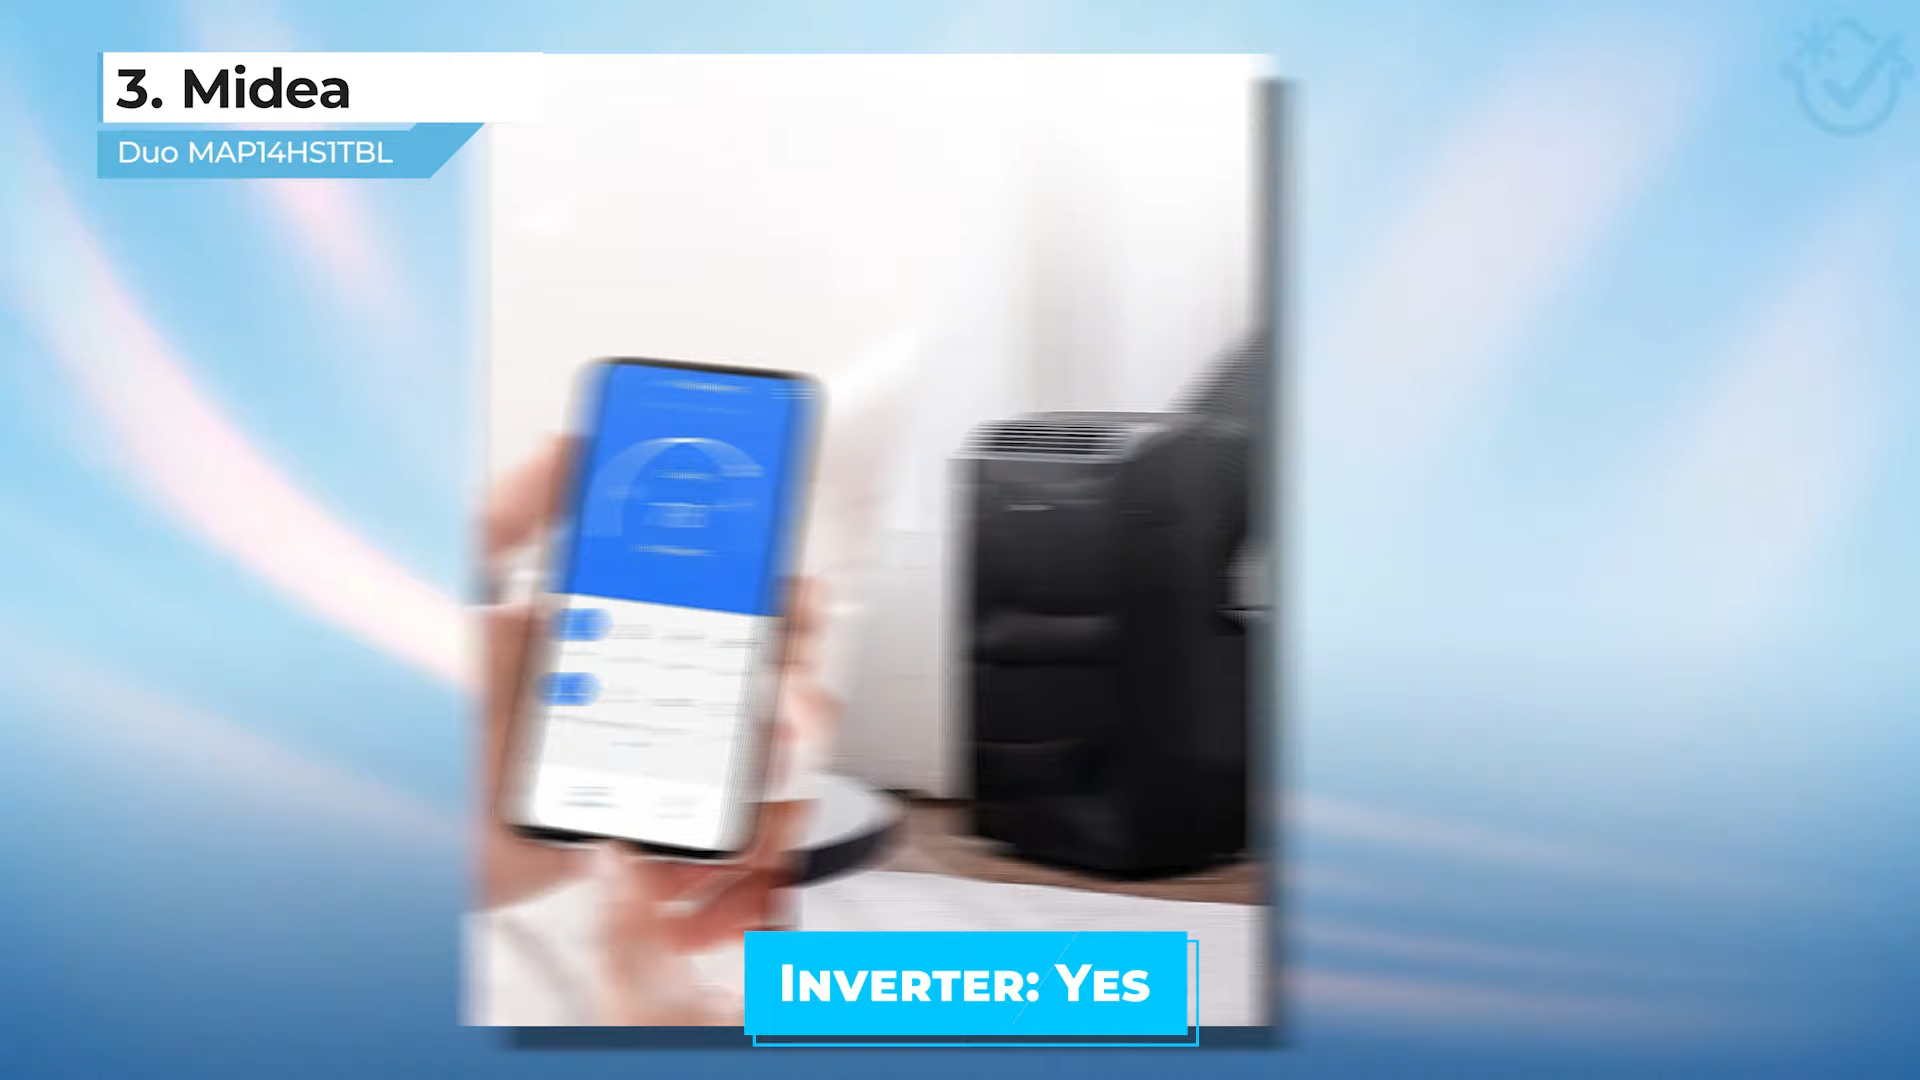 3. Midea
Duo MAP14HS1TBL
INVERTER: YES